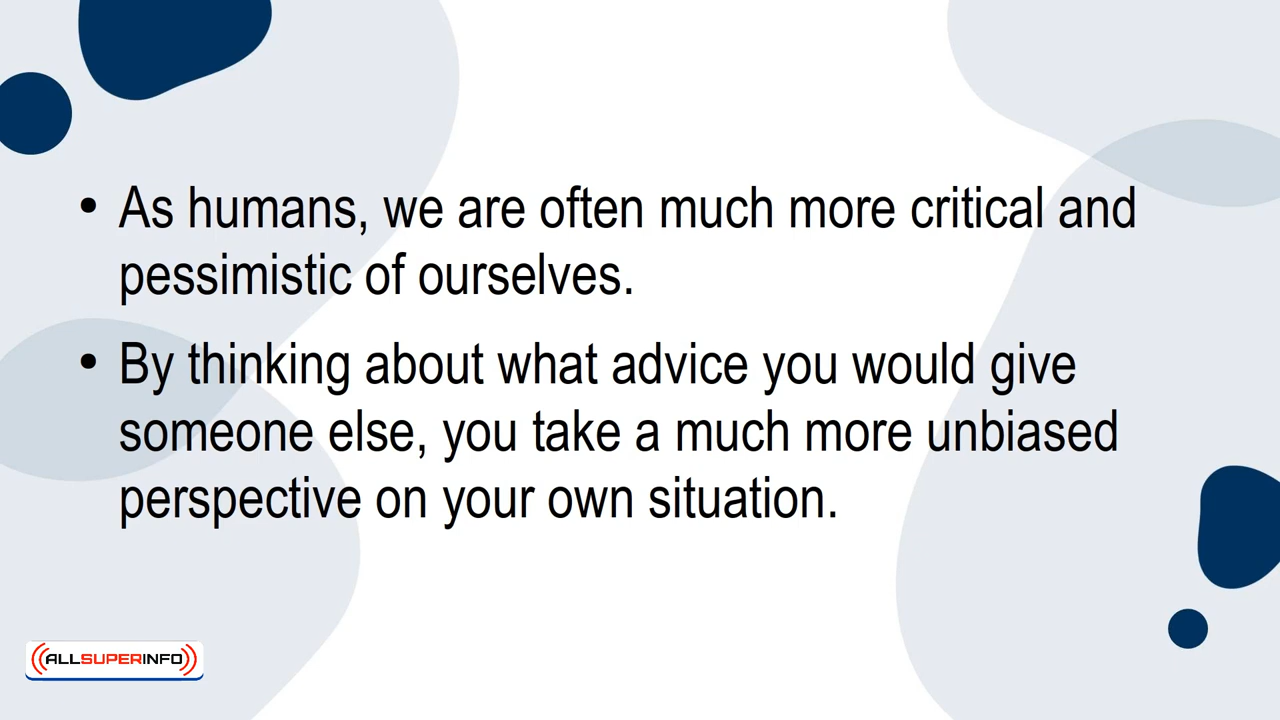 • As humans, we are often much more critical and
pessimistic of ourselves.
• By thinking about what advice you would give
someone else, you take a much more unbiased
perspective on your own situation.
ALLSUPERINFO